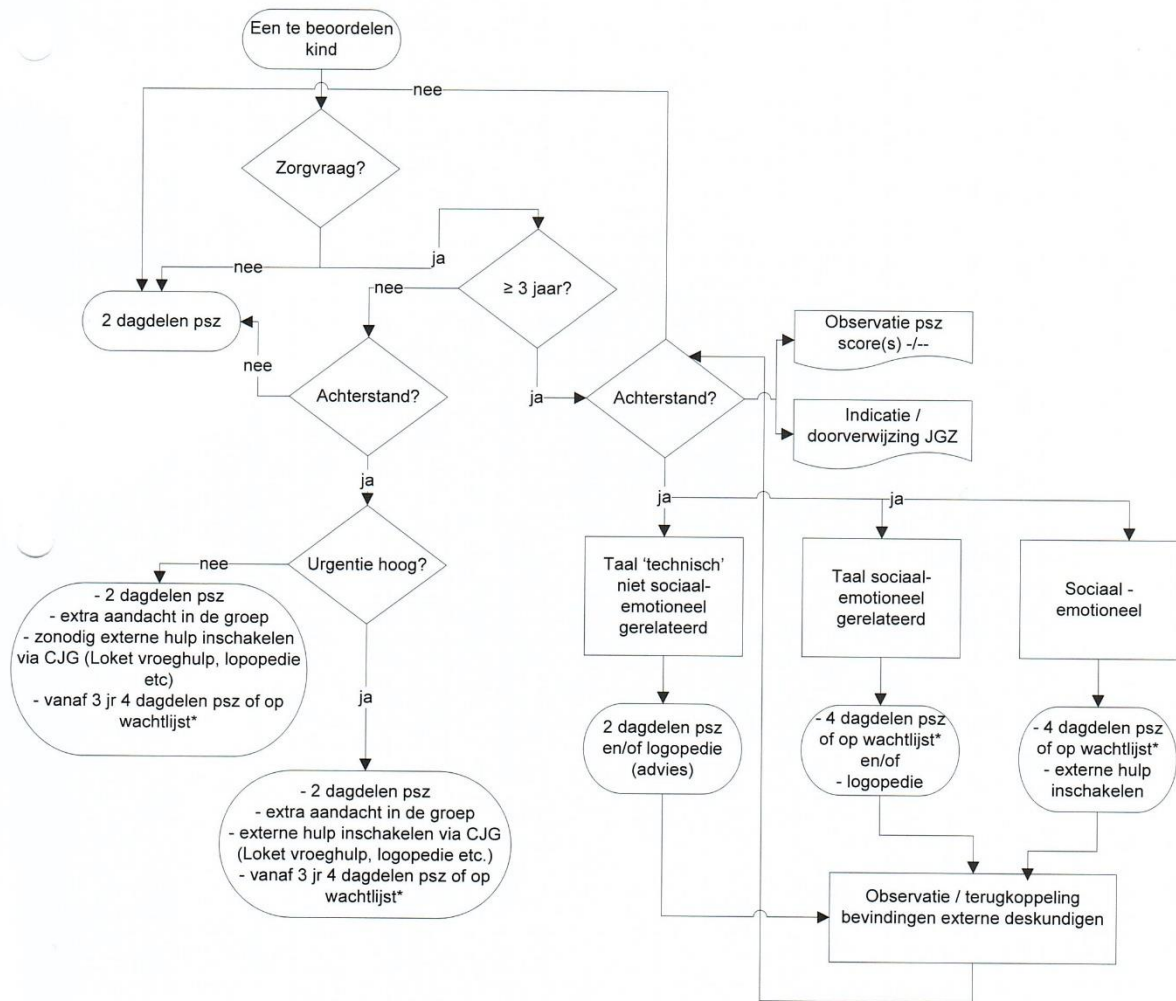 Een te beoordelen
kind
nee
Zorgvraag?
nee
ja
≥ 3 jaar?
nee
2 dagdelen psz
nee
Achterstand?
ja
Achterstand?
Observatie psz
score(s) -/--
Indicatie /
doorverwijzing JGZ
ja
ja
ja
Urgentie hoog?
nee
- 2 dagdelen psz
- extra aandacht in de groep
- zonodig externe hulp inschakelen
via CJG (Loket vroeghulp, lopopedie
etc)
- vanaf 3 jr 4 dagdelen psz of op
wachtlijst*
ja
- 2 dagdelen psz
- extra aandacht in de groep
- externe hulp inschakelen via CJG
(Loket vroeghulp, logopedie etc.)
- vanaf 3 jr 4 dagdelen psz of op
wachtlijst*
Taal ‘technisch’
niet sociaal-
emotioneel
gerelateerd
Taal sociaal-
emotioneel
gerelateerd
Sociaal -
emotioneel
2 dagdelen psz
en/of logopedie
(advies)
- 4 dagdelen psz
of op wachtlijst*
en/of
- logopedie
- 4 dagdelen psz
of op wachtlijst*
- externe hulp
inschakelen
Observatie / terugkoppeling
bevindingen externe deskundigen